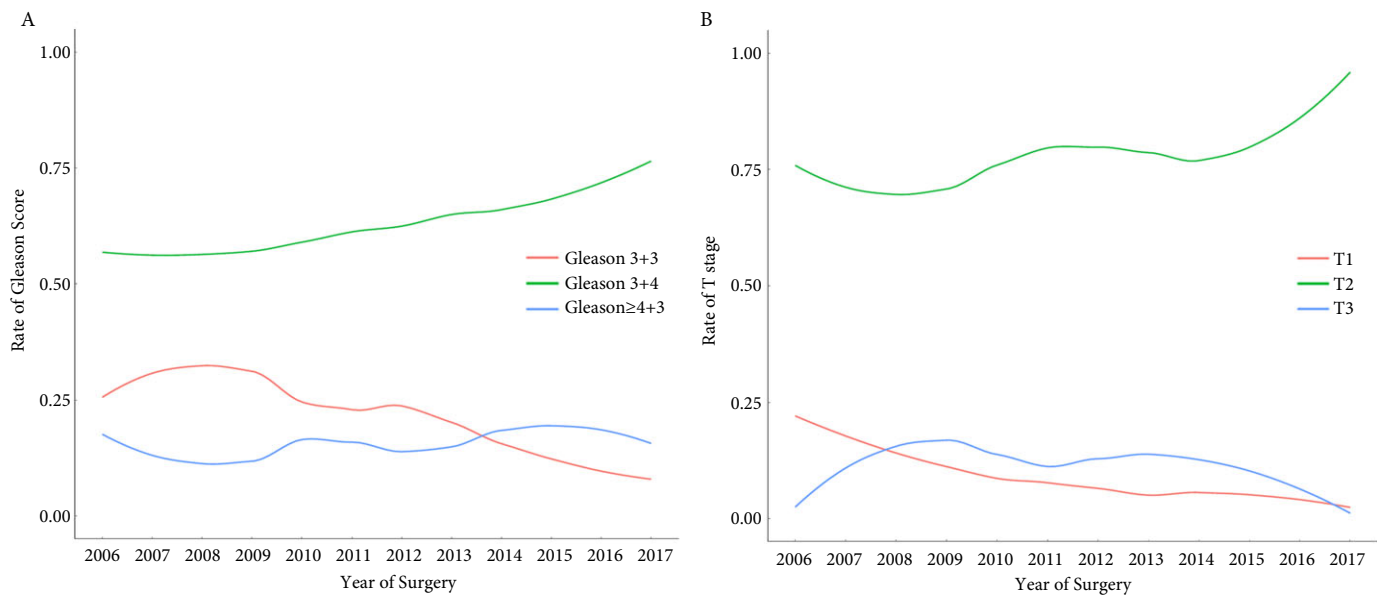 A
Rate of Gleason Score
1.00
0.75
0.50
0.25
0.00
Gleason 3+3
Gleason 3+4
Gleason≥4+3
2006 2007 2008 2009 2010 2011 2012 2013 2014 2015 2016 2017
Year of Surgery
B
Rate of T stage
1.00
0.75
0.50
0.25
0.00
T1
T2
T3
2006 2007 2008 2009 2010 2011 2012 2013 2014 2015 2016 2017
Year of Surgery